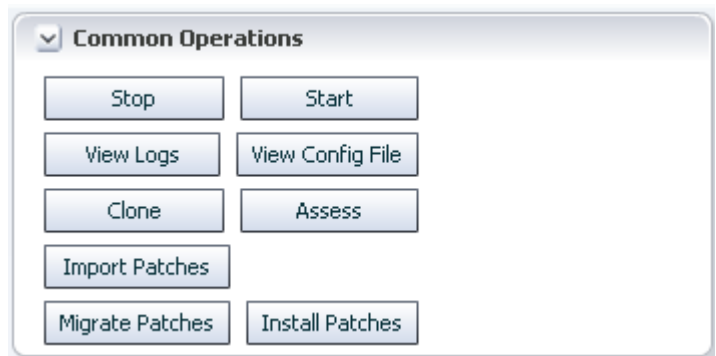 Common Operations
Stop Start
View Logs View Config File
Clone Assess
Import Patches
Migrate Patches Install Patches